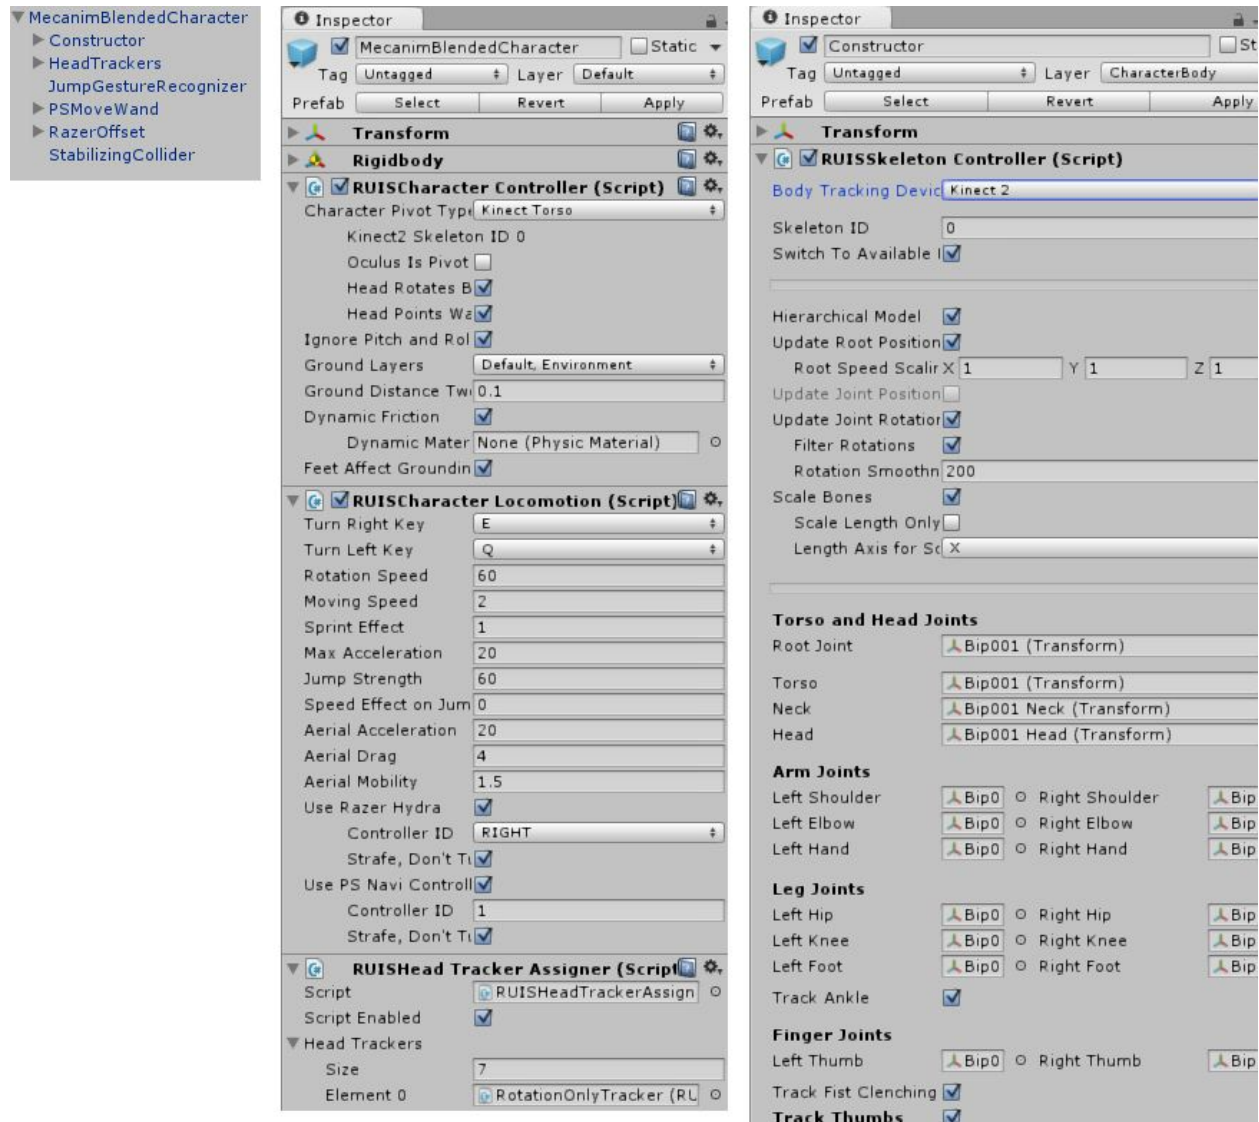 MecanimBlendedCharacter
Constructor
HeadTrackers
JumpGestureRecognizer
PSMoveWand
RazerOffset
StabilizingCollider
Inspector
MecanimBlendedCharacter Static
Tag Untagged Layer Default
Prefab Select Revert Apply
Transform
Rigidbody
RUISCharacter Controller (Script)
Character Pivot Type Kinect Torso
Kinect2 Skeleton ID 0
Oculus Is Pivot
Head Rotates B
Head Points Wa
Ignore Pitch and Rol
Ground Layers Default, Environment
Ground Distance Tw 0.1
Dynamic Friction
Dynamic Mater None (Physic Material)
Feet Affect Groundin
RUISCharacter Locomotion (Script)
Turn Right Key E
Turn Left Key Q
Rotation Speed 60
Moving Speed 2
Sprint Effect 1
Max Acceleration 20
Jump Strength 60
Speed Effect on Jum 0
Aerial Acceleration 20
Aerial Drag 4
Aerial Mobility 1.5
Use Razer Hydra
Controller ID RIGHT
Strafe, Don't Tu
Use PS Navi Controll
Controller ID 1
Strafe, Don't Tu
RUISHead Tracker Assigner (Script
Script RUISHeadTrackerAssign
Script Enabled
Head Trackers
Size 7
Element 0 RotationOnlyTracker (RU
Inspector
Constructor St
Tag Untagged Layer CharacterBody
Prefab Select Revert Apply
Transform
RUISSkeleton Controller (Script)
Body Tracking Devic Kinect 2
Skeleton ID 0
Switch To Available I
Hierarchical Model
Update Root Position
Root Speed Scalin X 1 Y 1 Z 1
Update Joint Position
Update Joint Rotation
Filter Rotations
Rotation Smoothn 200
Scale Bones
Scale Length Only
Length Axis for Sc X
Torso and Head Joints
Root Joint Bip001 (Transform)
Torso Bip001 (Transform)
Neck Bip001 Neck (Transform)
Head Bip001 Head (Transform)
Arm Joints
Left Shoulder Bip0 Right Shoulder Bip
Left Elbow Bip0 Right Elbow Bip
Left Hand Bip0 Right Hand Bip
Leg Joints
Left Hip Bip0 Right Hip Bip
Left Knee Bip0 Right Knee Bip
Left Foot Bip0 Right Foot Bip
Track Ankle
Finger Joints
Left Thumb Bip0 Right Thumb Bip
Track Fist Clenching
Track Thumbs